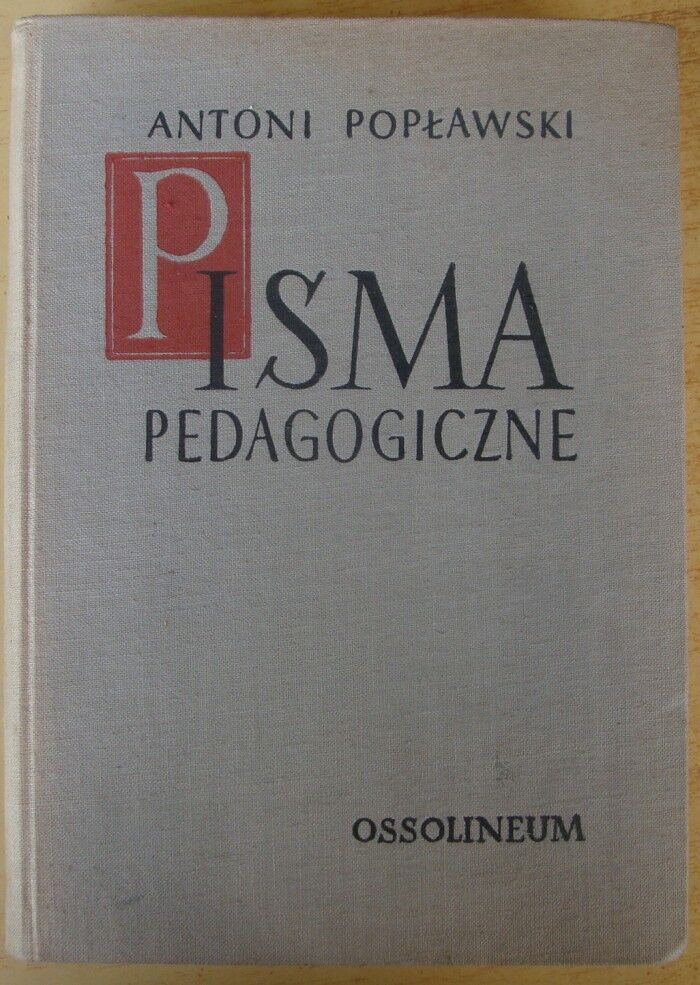 ANTONI POPŁAWSKI
PISMA
PEDAGOGICZNE
OSSOLINEUM